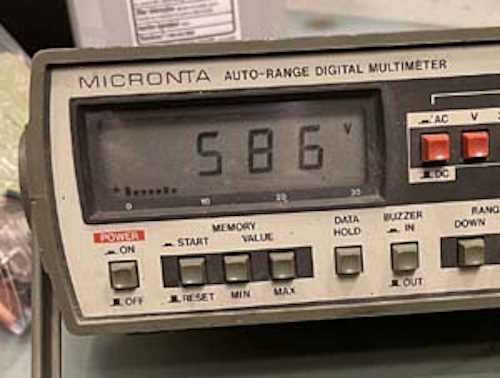 MICRONTA AUTO-RANGE DIGITAL MULTIMETER
586 V
0 10 20 30
AC V
DC
POWER
ON
OFF
MEMORY
START VALUE
RESET MIN MAX
DATA
HOLD
BUZZER
IN
OUT
RANG
DOWN